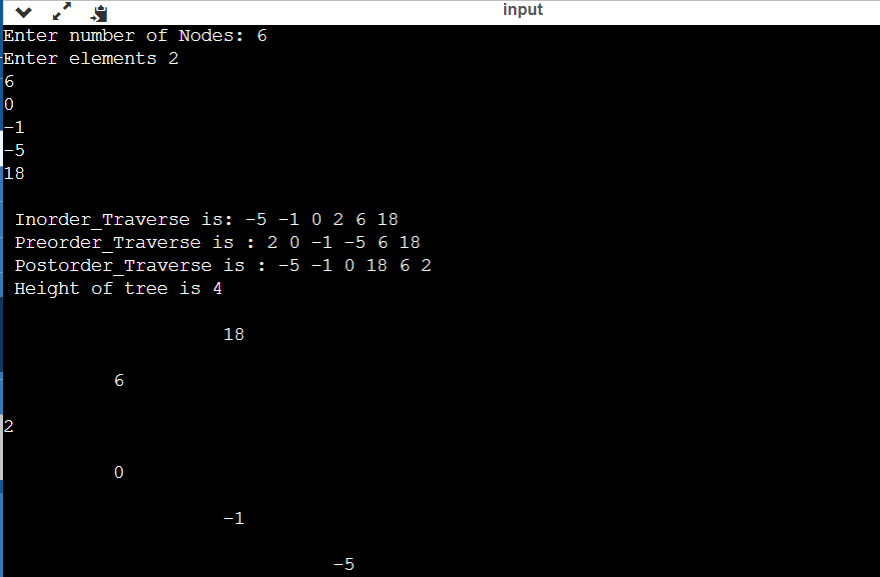 input
Enter number of Nodes: 6
Enter elements 2
6
0
-1
-5
18
Inorder_Traverse is: -5 -1 0 2 6 18
Preorder_Traverse is : 2 0 -1 -5 6 18
Postorder_Traverse is : -5 -1 0 18 6 2
Height of tree is 4
18
6
2
0
-1
-5